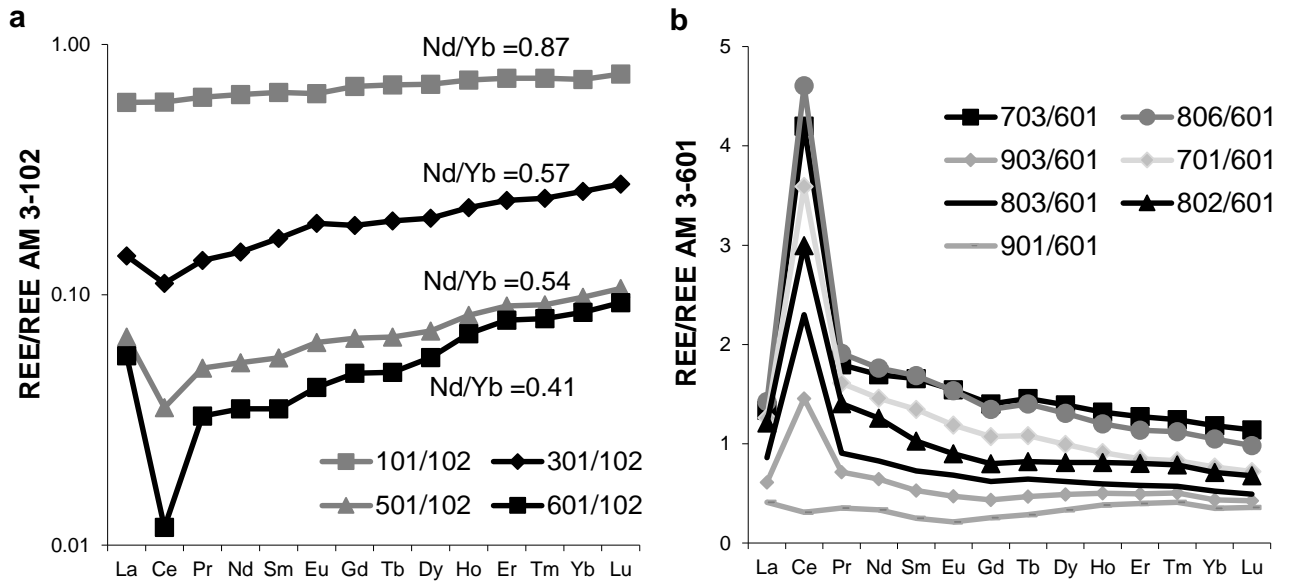 a
REE/REE AM 3-102
1.00
0.10
0.01
Nd/Yb =0.87
Nd/Yb =0.57
Nd/Yb =0.54
Nd/Yb =0.41
101/102 301/102
501/102 601/102
La Ce Pr Nd Sm Eu Gd Tb Dy Ho Er Tm Yb Lu
b
REE/REE AM 3-601
5
4
3
2
1
0
703/601 806/601
903/601 701/601
803/601 802/601
901/601
La Ce Pr Nd Sm Eu Gd Tb Dy Ho Er Tm Yb Lu